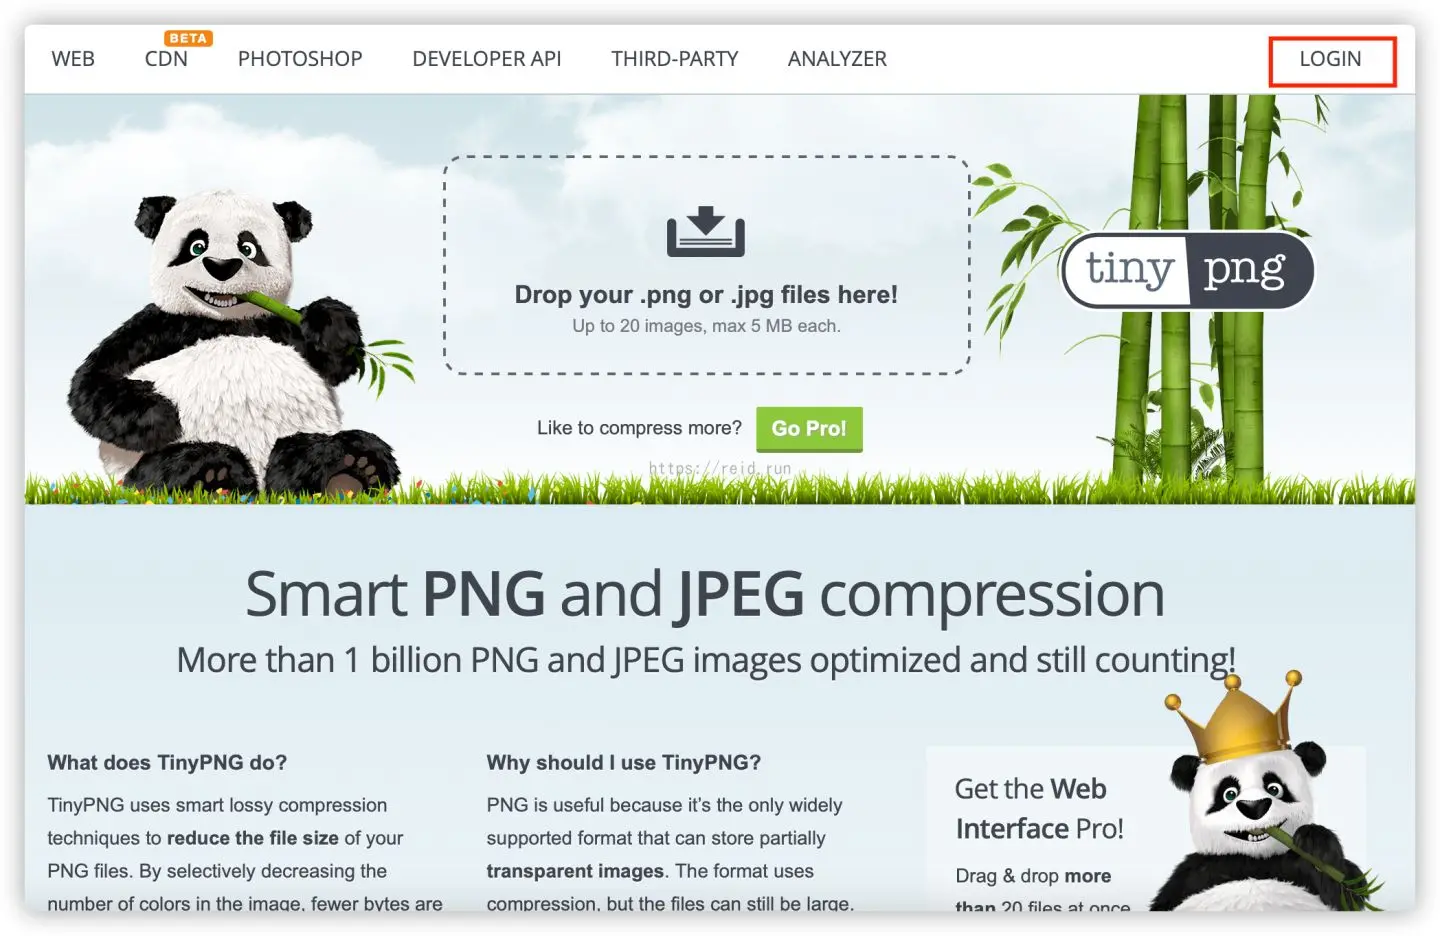 BETA
WEB CDN PHOTOSHOP DEVELOPER API THIRD-PARTY ANALYZER LOGIN
tiny png
Drop your .png or .jpg files here!
Up to 20 images, max 5 MB each.
Like to compress more? Go Pro!
https://reid.run
Smart PNG and JPEG compression
More than 1 billion PNG and JPEG images optimized and still counting!
What does TinyPNG do?
TinyPNG uses smart lossy compression
techniques to reduce the file size of your
PNG files. By selectively decreasing the
number of colors in the image, fewer bytes are
Why should I use TinyPNG?
PNG is useful because it’s the only widely
supported format that can store partially
transparent images. The format uses
compression, but the files can still be large.
Get the Web
Interface Pro!
Drag & drop more
than 20 files at once